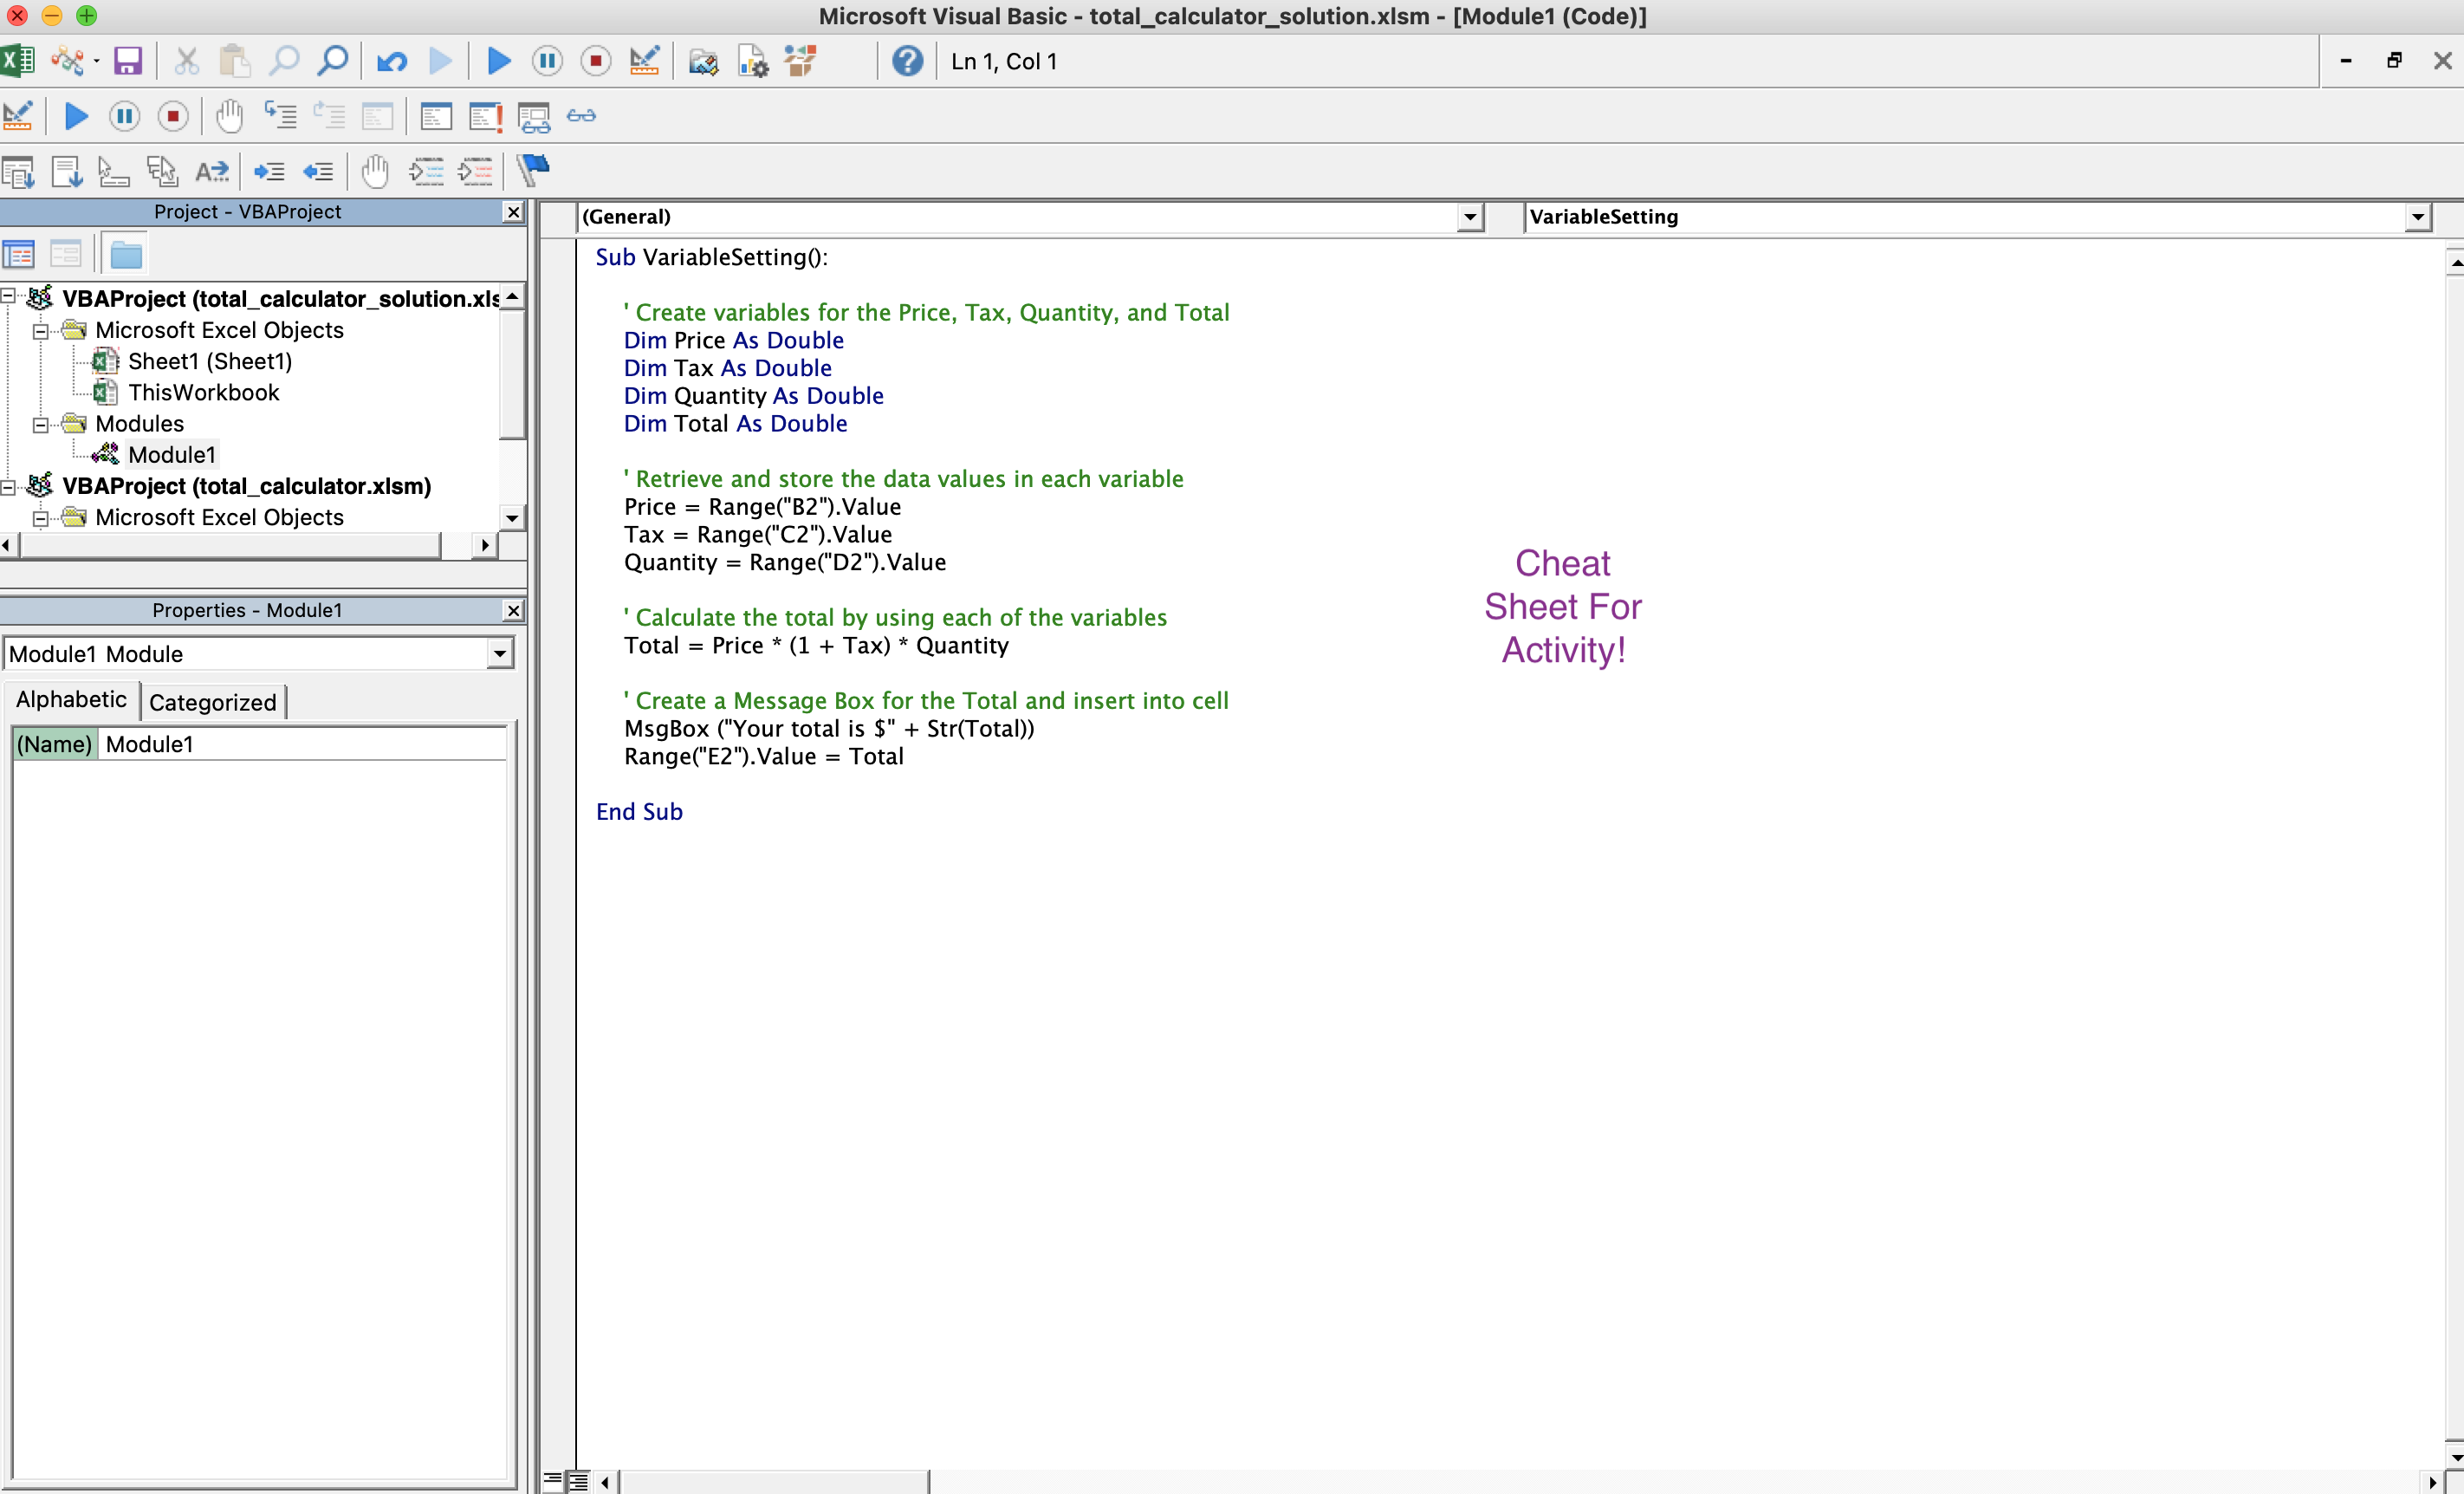 Microsoft Visual Basic - total_calculator_solution.xlsm - [Module1 (Code)]
Ln 1, Col 1
Project - VBAProject
VBAProject (total_calculator_solution.xls
Microsoft Excel Objects
Sheet1 (Sheet1)
ThisWorkbook
Modules
Module1
VBAProject (total_calculator.xlsm)
Microsoft Excel Objects
Properties - Module1
Module1 Module
Alphabetic
Categorized
(Name) Module1
(General)
VariableSetting
Sub VariableSetting():
' Create variables for the Price, Tax, Quantity, and Total
Dim Price As Double
Dim Tax As Double
Dim Quantity As Double
Dim Total As Double
' Retrieve and store the data values in each variable
Price = Range("B2").Value
Tax = Range("C2").Value
Quantity = Range("D2").Value
' Calculate the total by using each of the variables
Total = Price * (1 + Tax) * Quantity
' Create a Message Box for the Total and insert into cell
MsgBox ("Your total is $" + Str(Total))
Range("E2").Value = Total
End Sub
Cheat
Sheet For
Activity!